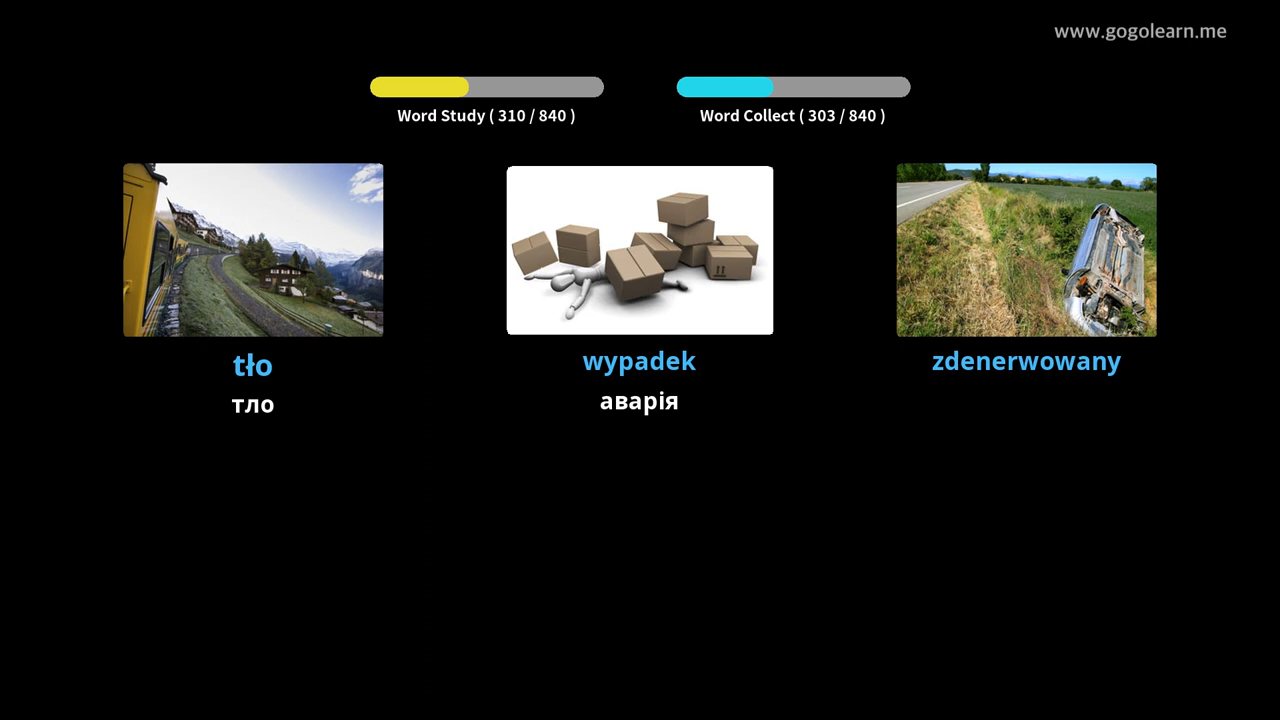 www.gogolearn.me
Word Study ( 310 / 840 )
Word Collect ( 303 / 840 )
tło
wypadek
zdenerwowany
тло
аварія